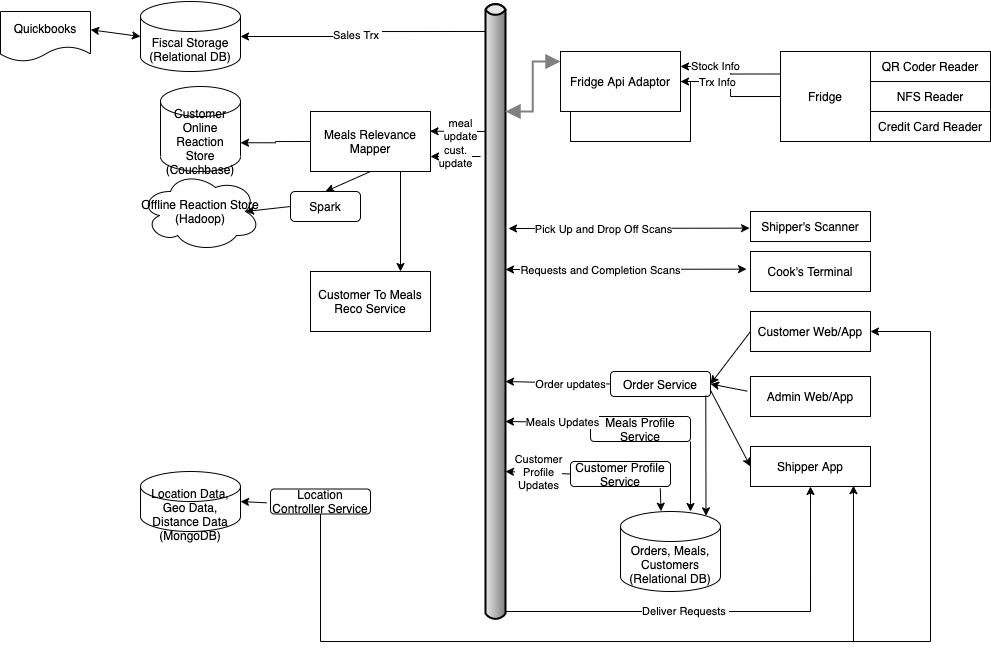 Quickbooks
Fiscal Storage
(Relational DB)
Sales Trx
Fridge Api Adaptor
Stock Info
Trx Info
Fridge
QR Coder Reader
NFS Reader
Credit Card Reader
Customer
Online
Reaction
Store
(Couchbase)
Meals Relevance
Mapper
meal
update
cust.
update
Offline Reaction Store
(Hadoop)
Spark
Customer To Meals
Reco Service
Pick Up and Drop Off Scans
Shipper's Scanner
Requests and Completion Scans
Cook's Terminal
Customer Web/App
Order updates
Order Service
Admin Web/App
Meals Updates
Meals Profile
Service
Customer
Profile
Updates
Customer Profile
Service
Shipper App
Location Data,
Geo Data,
Distance Data
(MongoDB)
Location
Controller Service
Orders, Meals,
Customers
(Relational DB)
Deliver Requests